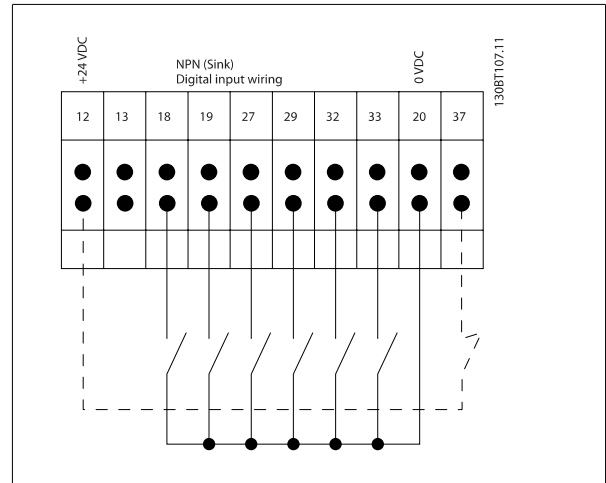 +24 VDC
NPN (Sink)
Digital input wiring
0 VDC
130BT107.11
12 13 18 19 27 29 32 33 20 37